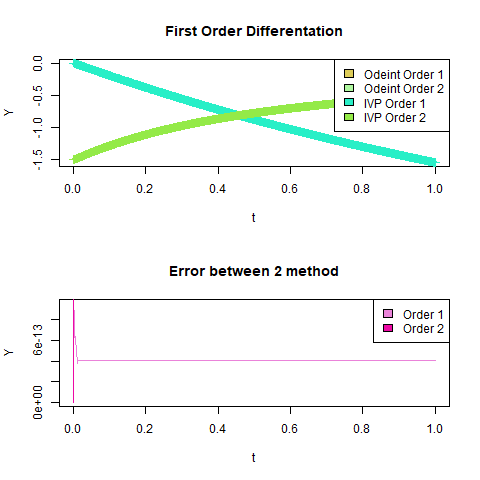 First Order Differentation
Y
0.0
-0.5
-1.0
-1.5
Odeint Order 1
Odeint Order 2
IVP Order 1
IVP Order 2
0.0 0.2 0.4 0.6 0.8 1.0
t
Error between 2 method
Y
6e-13
0e+00
Order 1
Order 2
0.0 0.2 0.4 0.6 0.8 1.0
t